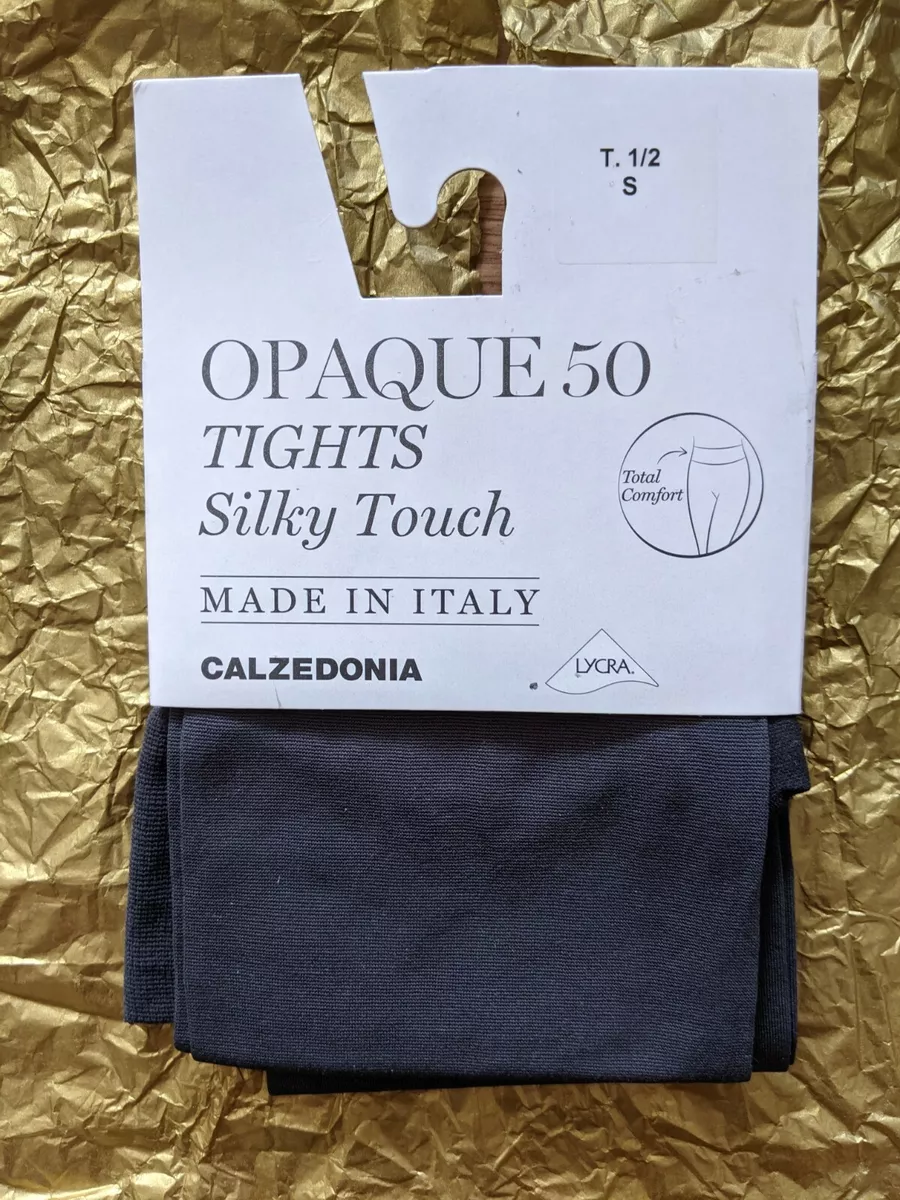 T. 1/2
S
OPAQUE 50
TIGHTS
Silky Touch
Total
Comfort
MADE IN ITALY
CALZEDONIA
LYCRA®